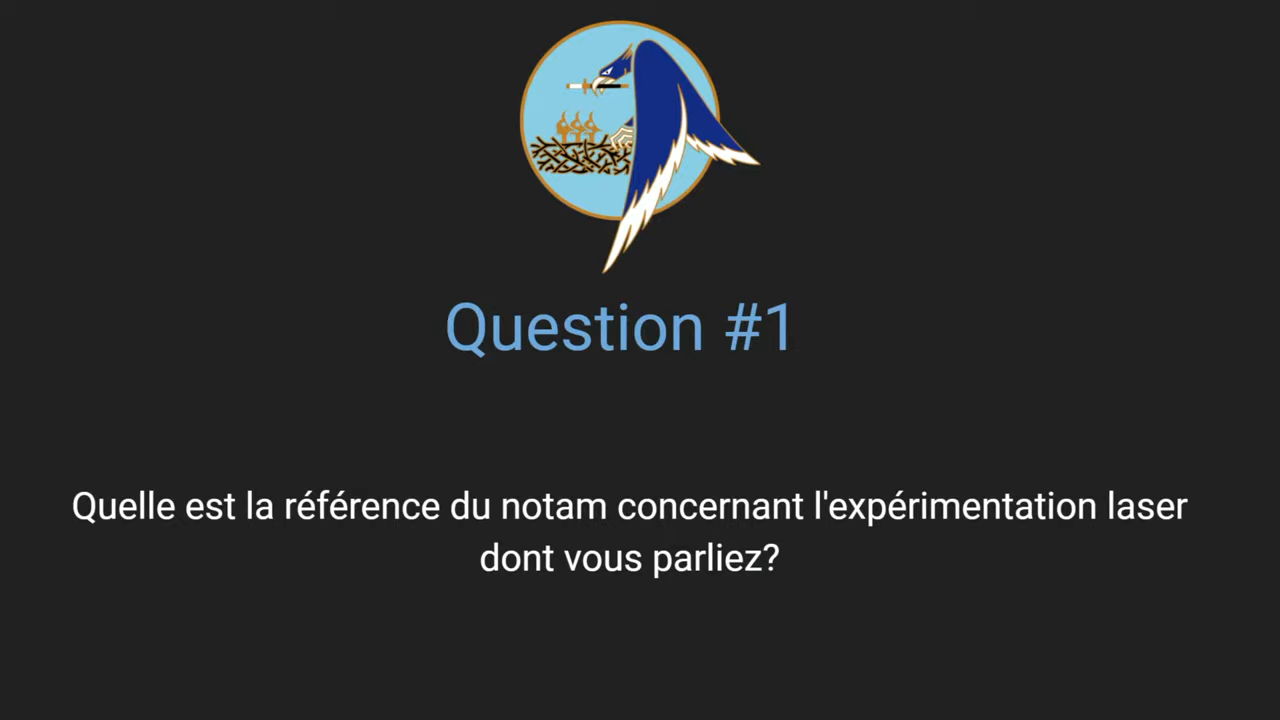 Question #1
Quelle est la référence du notam concernant l'expérimentation laser
dont vous parliez?